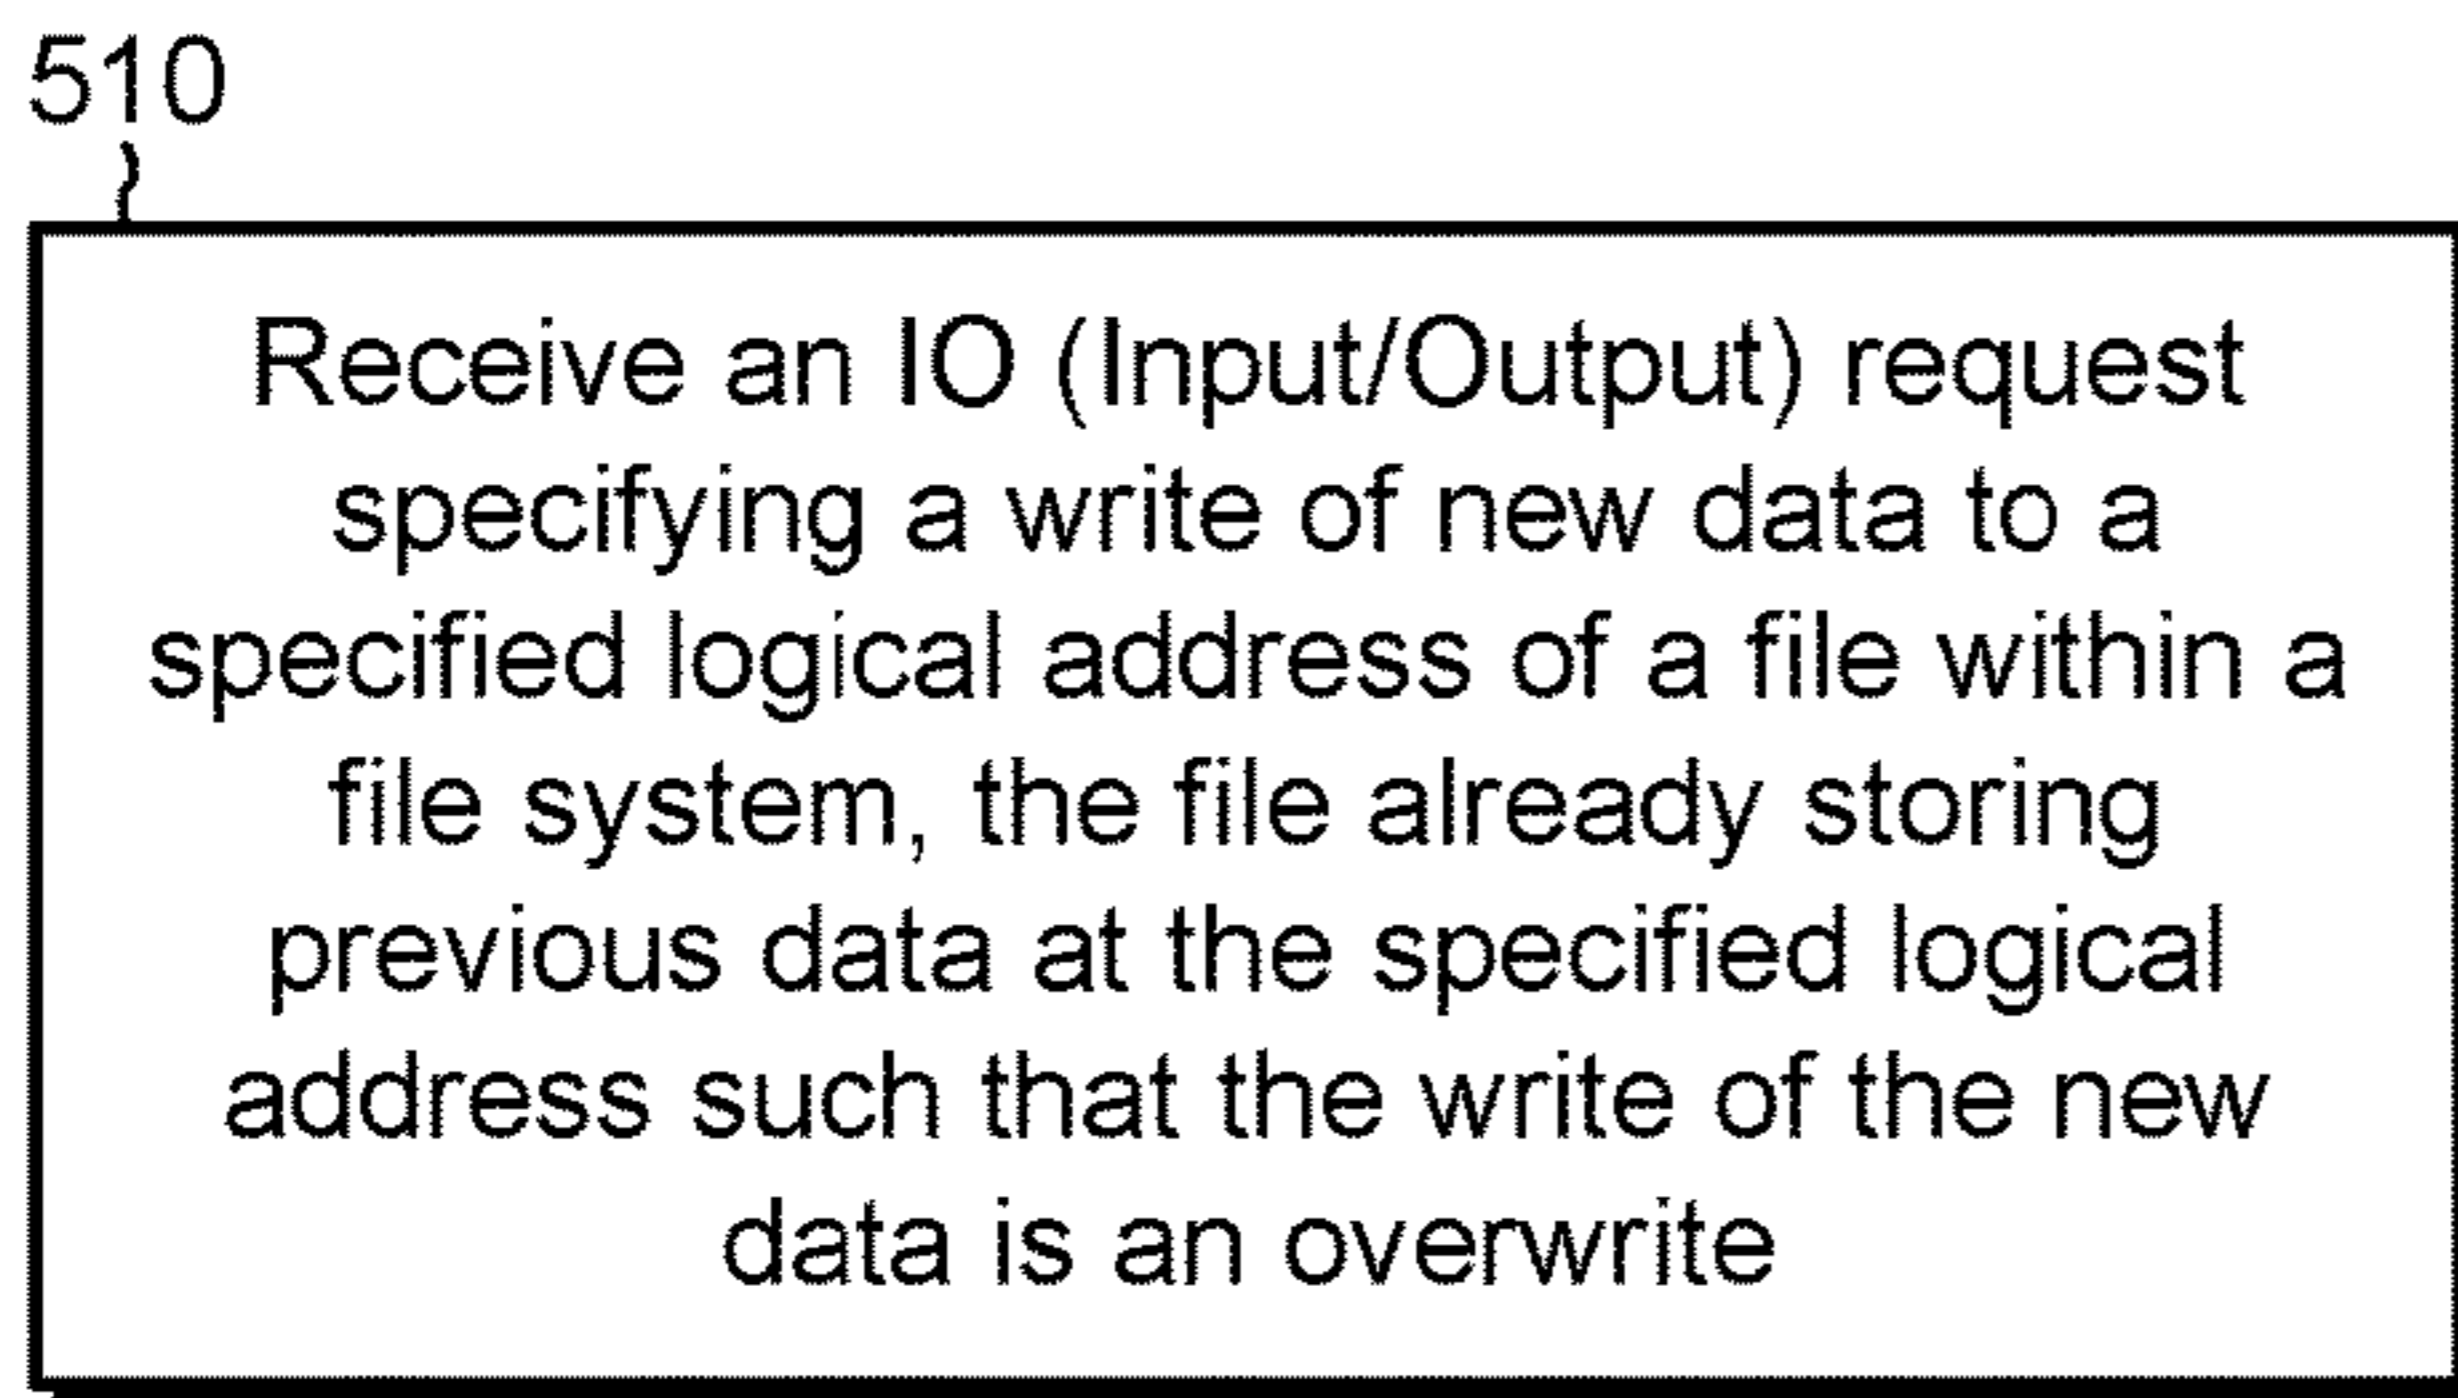 510
Receive an IO (Input/Output) request
specifying a write of new data to a
specified logical address of a file within a
file system, the file already storing
previous data at the specified logical
address such that the write of the new
data is an overwrite